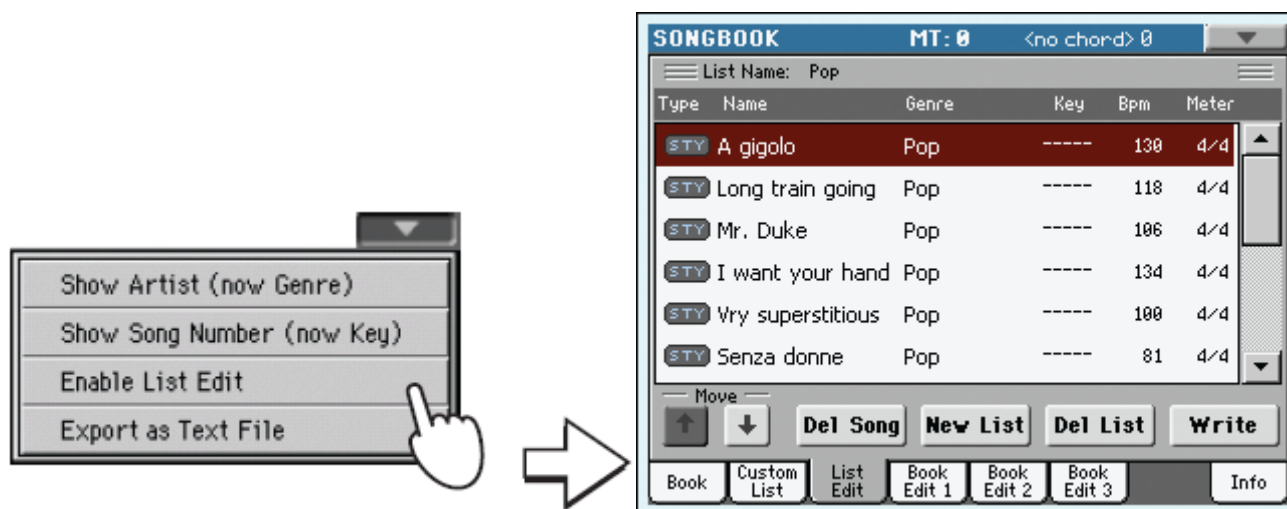 Show Artist (now Genre)
Show Song Number (now Key)
Enable List Edit
Export as Text File
SONGBOOK MT: 0 <no chord> 0
List Name: Pop
Type Name Genre Key Bpm Meter
STY A gigolo Pop ----- 130 4/4
STY Long train going Pop ----- 118 4/4
STY Mr. Duke Pop ----- 106 4/4
STY I want your hand Pop ----- 134 4/4
STY Vry superstitious Pop ----- 100 4/4
STY Senza donne Pop ----- 81 4/4
Move
Del Song New List Del List Write
Book Custom List List Edit Book Edit 1 Book Edit 2 Book Edit 3 Info